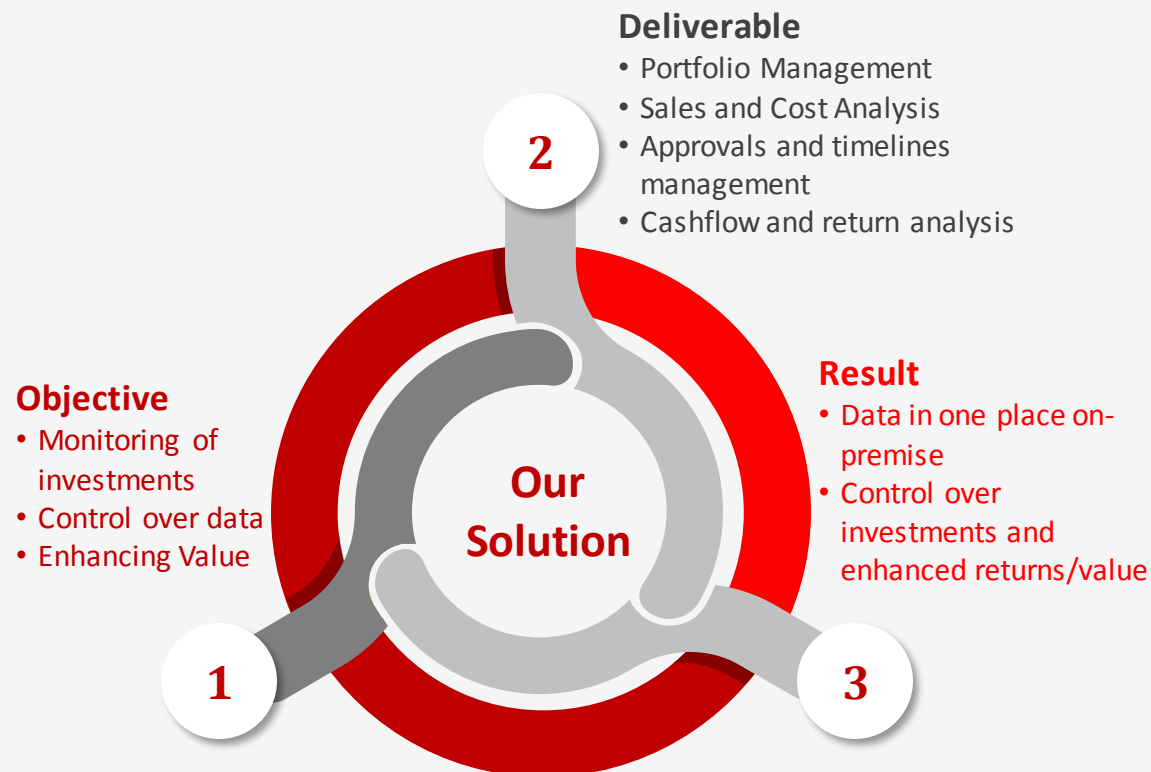 Deliverable
• Portfolio Management
• Sales and Cost Analysis
• Approvals and timelines
management
• Cashflow and return analysis
2
Objective
• Monitoring of
investments
• Control over data
• Enhancing Value
1
Our
Solution
Result
• Data in one place on-
premise
• Control over
investments and
enhanced returns/value
3